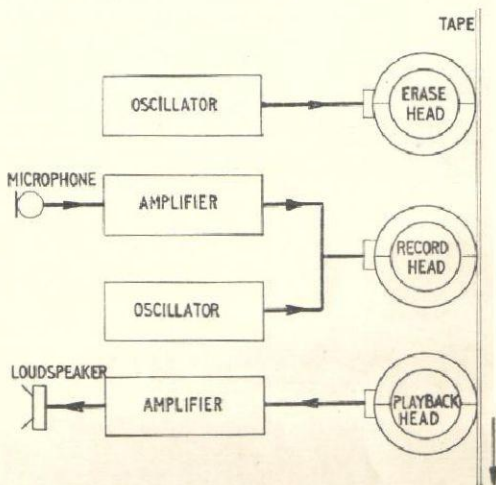 TAPE
OSCILLATOR
ERASE
HEAD
MICROPHONE
AMPLIFIER
RECORD
HEAD
OSCILLATOR
LOUDSPEAKER
AMPLIFIER
PLAYBACK
HEAD